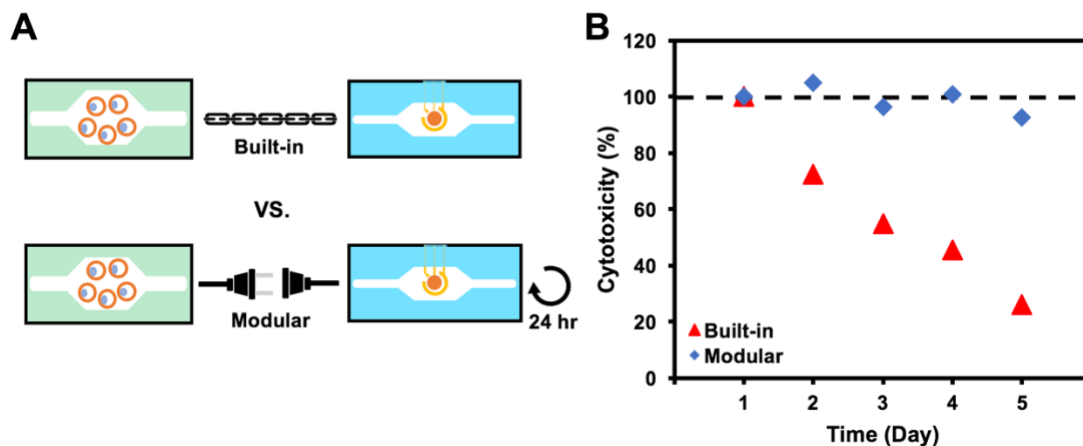 A
Built-in
VS.
Modular
24 hr
B
Cytotoxicity (%)
120
100
80
60
40
20
0
Built-in
Modular
1 2 3 4 5
Time (Day)